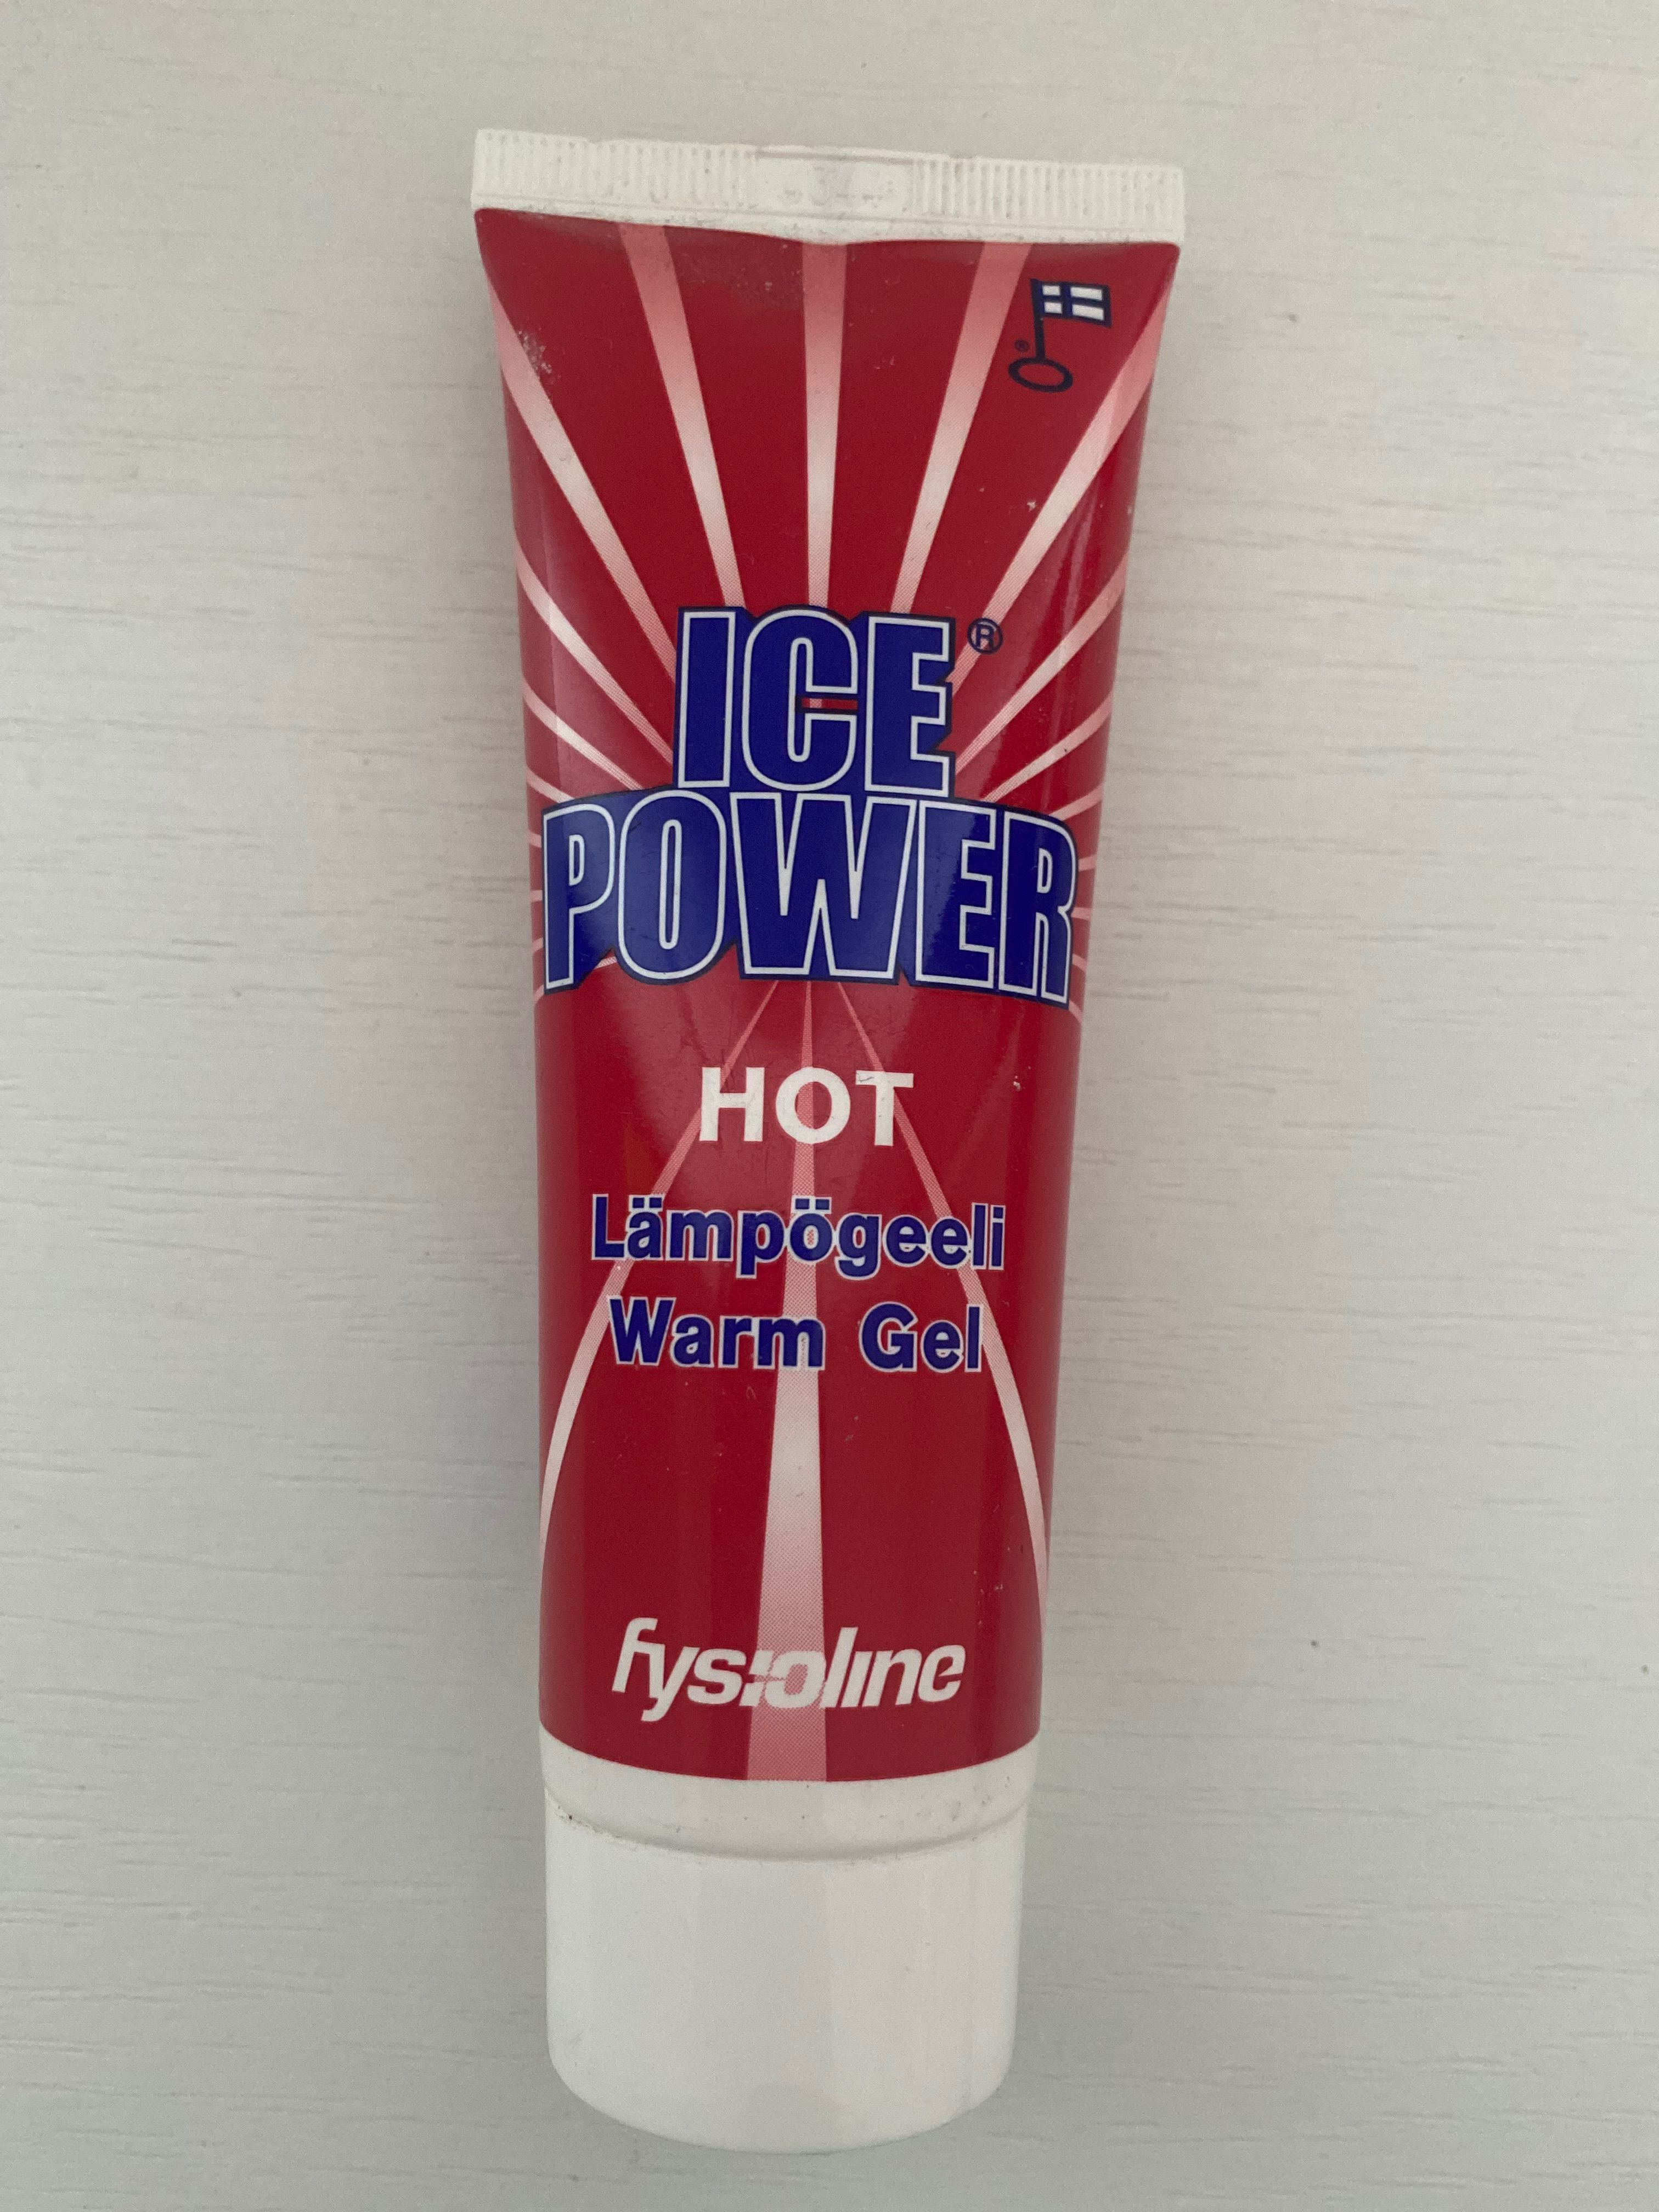 ICE®
POWER
HOT
Lämpögeeli
Warm Gel
fysioline